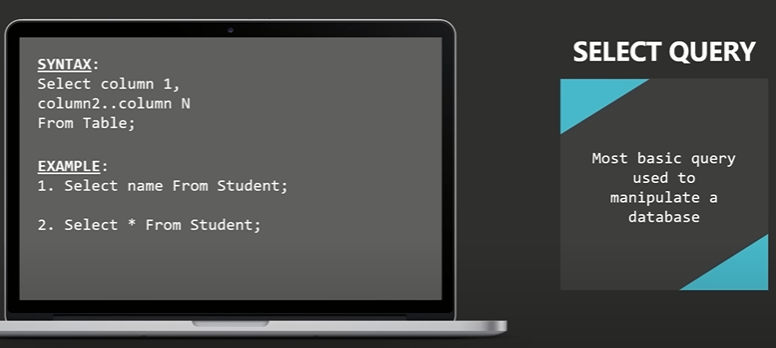 SYNTAX:
Select column 1,
column2..column N
From Table;
EXAMPLE:
1. Select name From Student;
2. Select * From Student;
SELECT QUERY
Most basic query
used to
manipulate a
database